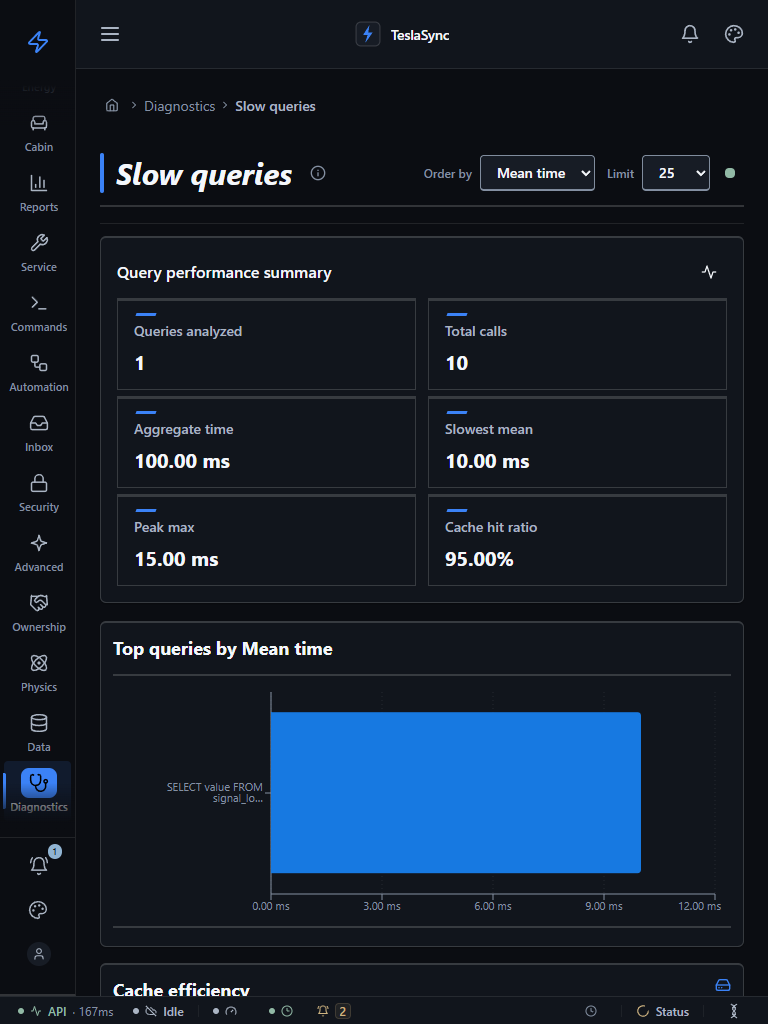 TeslaSync
Diagnostics
Slow queries
Slow queries
Order by
Mean time
Limit
25
Cabin
Reports
Service
Commands
Automation
Inbox
Security
Advanced
Ownership
Physics
Data
Diagnostics
1
Query performance summary
Queries analyzed
1
Total calls
10
Aggregate time
100.00 ms
Slowest mean
10.00 ms
Peak max
15.00 ms
Cache hit ratio
95.00%
Top queries by Mean time
SELECT value FROM
signal_lo...
0.00 ms
3.00 ms
6.00 ms
9.00 ms
12.00 ms
Cache efficiency
API · 167ms
Idle
2
Status